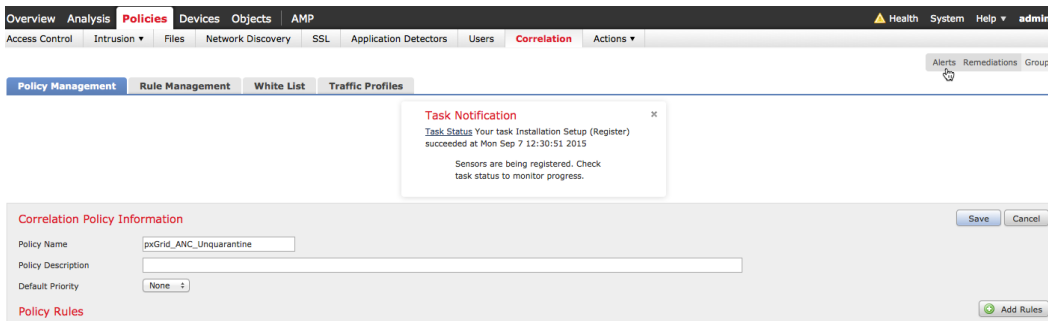 Overview Analysis Policies Devices Objects AMP Health System Help ▾ admin
Access Control Intrusion ▾ Files Network Discovery SSL Application Detectors Users Correlation Actions ▾
Alerts Remediations Group
Policy Management Rule Management White List Traffic Profiles
Task Notification ×
Task Status Your task Installation Setup (Register)
succeeded at Mon Sep 7 12:30:51 2015
Sensors are being registered. Check
task status to monitor progress.
Correlation Policy Information Save Cancel
Policy Name pxGrid_ANC_Unquarantine
Policy Description
Default Priority None
Policy Rules Add Rules